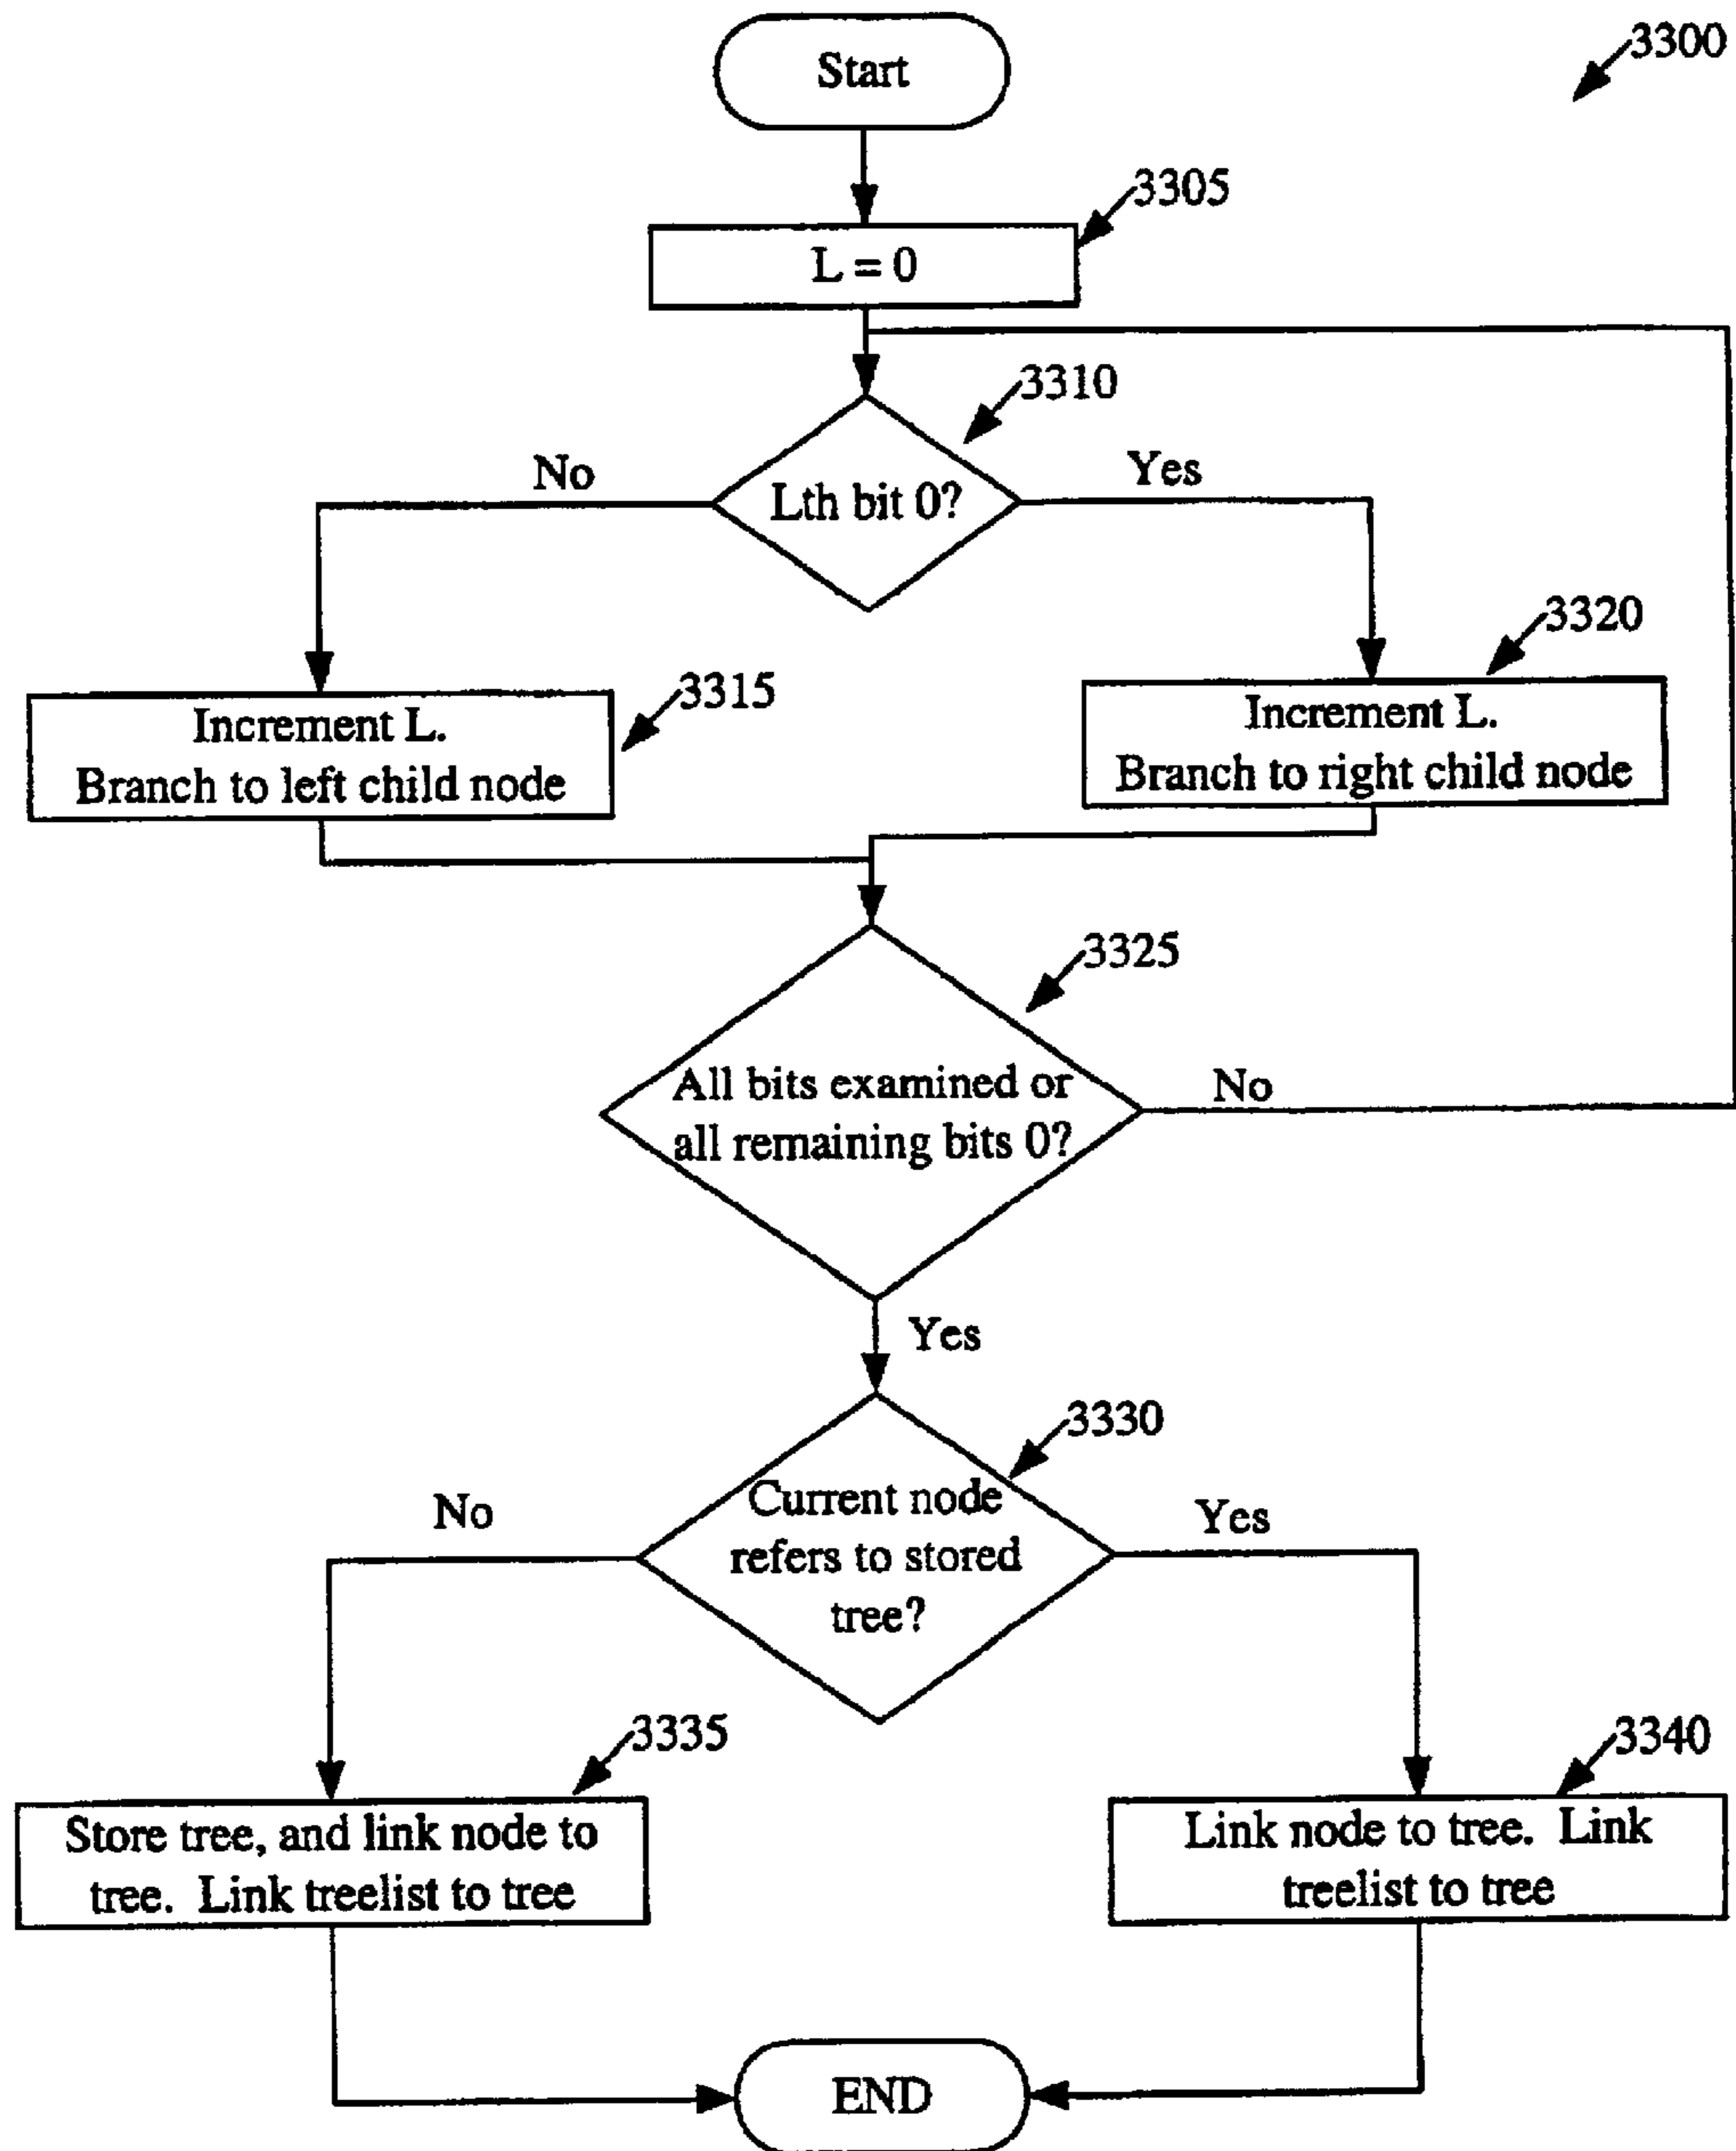 Start
3300
3305
L = 0
3310
No
Yes
Lth bit 0?
3320
3315
Increment L.
Branch to left child node
Increment L.
Branch to right child node
3325
All bits examined or
all remaining bits 0?
No
Yes
3330
Current node
refers to stored
tree?
No
Yes
3335
3340
Store tree, and link node to
tree. Link treelist to tree
Link node to tree. Link
treelist to tree
END